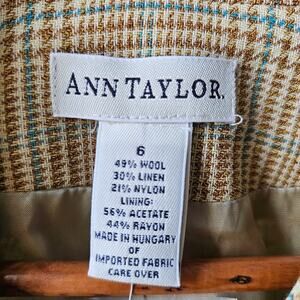 ANN TAYLOR.
6
49% WOOL
30% LINEN
21% NYLON
LINING:
56% ACETATE
44% RAYON
MADE IN HUNGARY
OF
IMPORTED FABRIC
CARE OVER